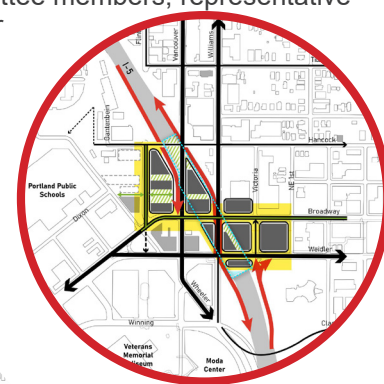 ttee members, representative
Vancouver
Williams
I-5
Hancock
Gantenbein
Portland Public
Schools
Victoria
NE 1st
Dixon
Broadway
Weidler
Wheeler
Winning
Veterans
Memorial
Moda
Center